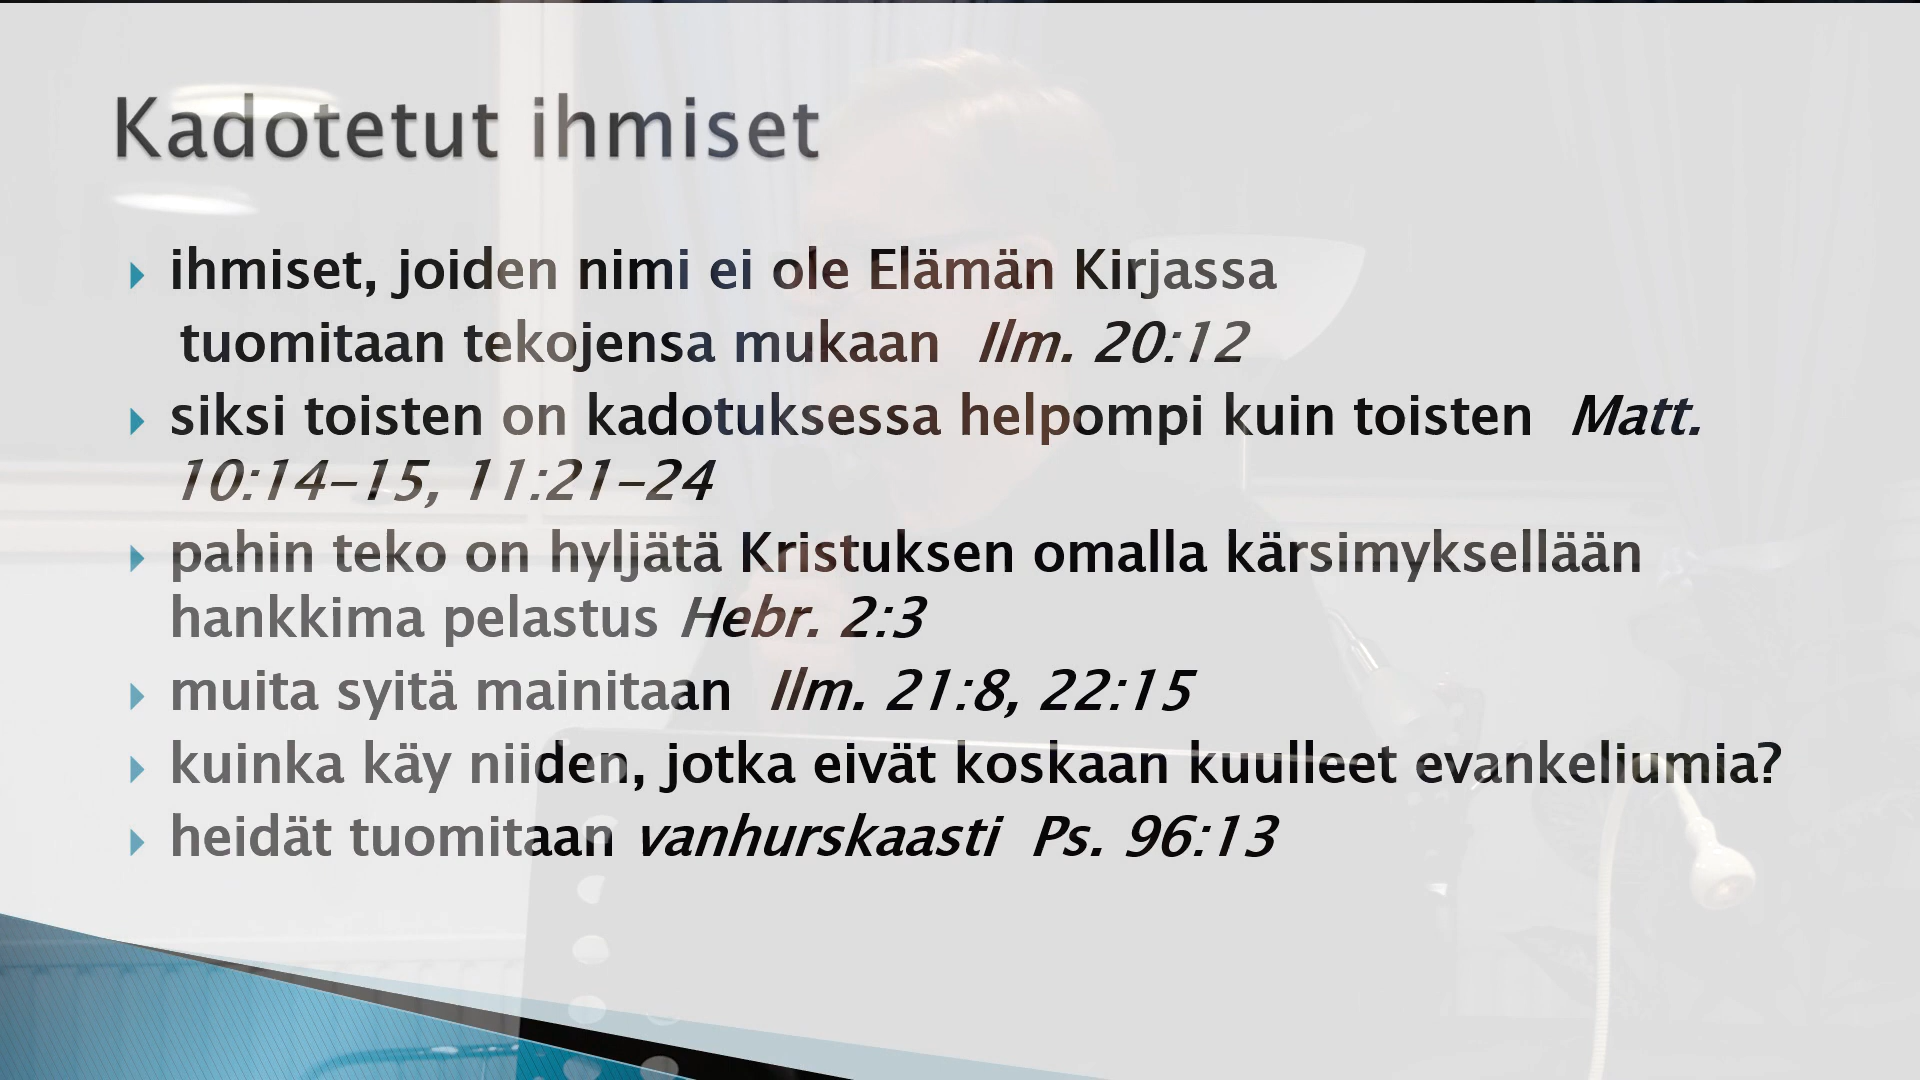 Kadotetut ihmiset
ihmiset, joiden nimi ei ole Elämän Kirjassa
tuomitaan tekojensa mukaan Ilm. 20:12
siksi toisten on kadotuksessa helpompi kuin toisten Matt.
10:14-15, 11:21-24
pahin teko on hyljätä Kristuksen omalla kärsimyksellään
hankkima pelastus Hebr. 2:3
muita syitä mainitaan Ilm. 21:8, 22:15
kuinka käy niiden, jotka eivät koskaan kuulleet evankeliumia?
heidät tuomitaan vanhurskaasti Ps. 96:13